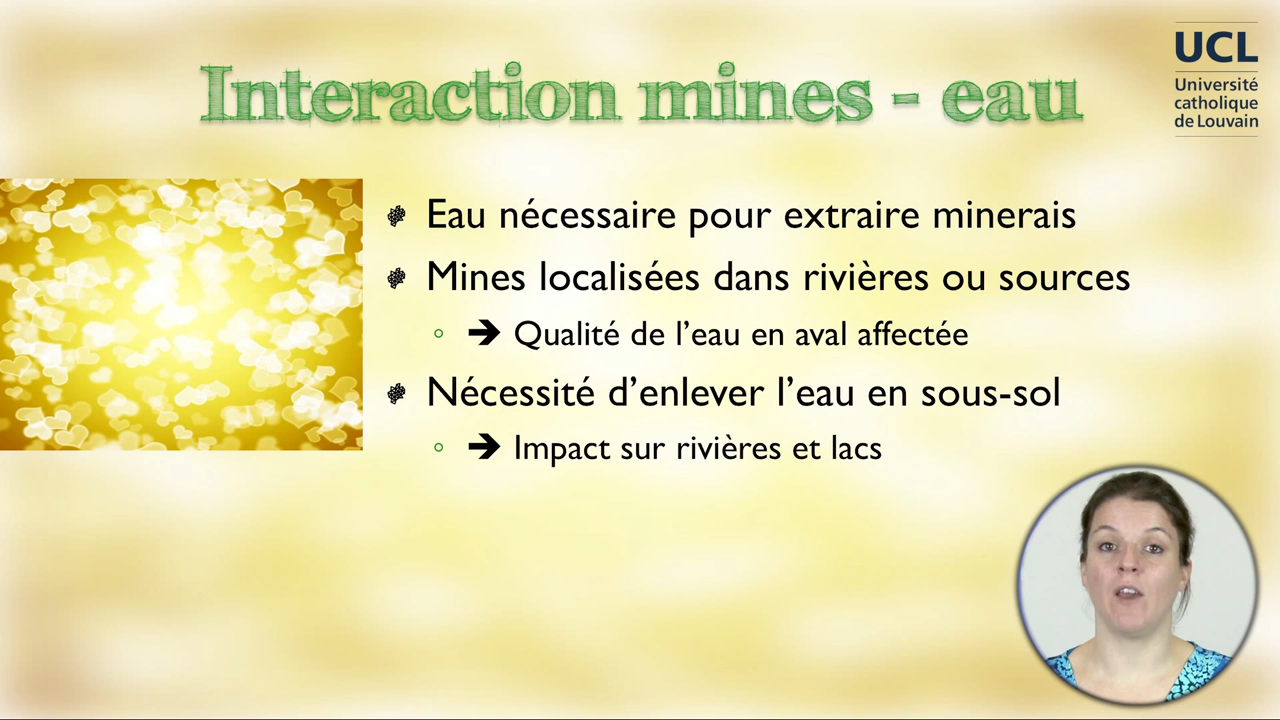 Interaction mines - eau
UCL
Université
catholique
de Louvain
Eau nécessaire pour extraire minerais
Mines localisées dans rivières ou sources
➔ Qualité de l’eau en aval affectée
Nécessité d’enlever l’eau en sous-sol
➔ Impact sur rivières et lacs